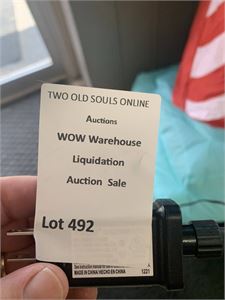 TWO OLD SOULS ONLINE
Auctions
WOW Warehouse
Liquidation
Auction Sale
Lot 492
MADE IN CHINA/HECHO EN CHINA
1221